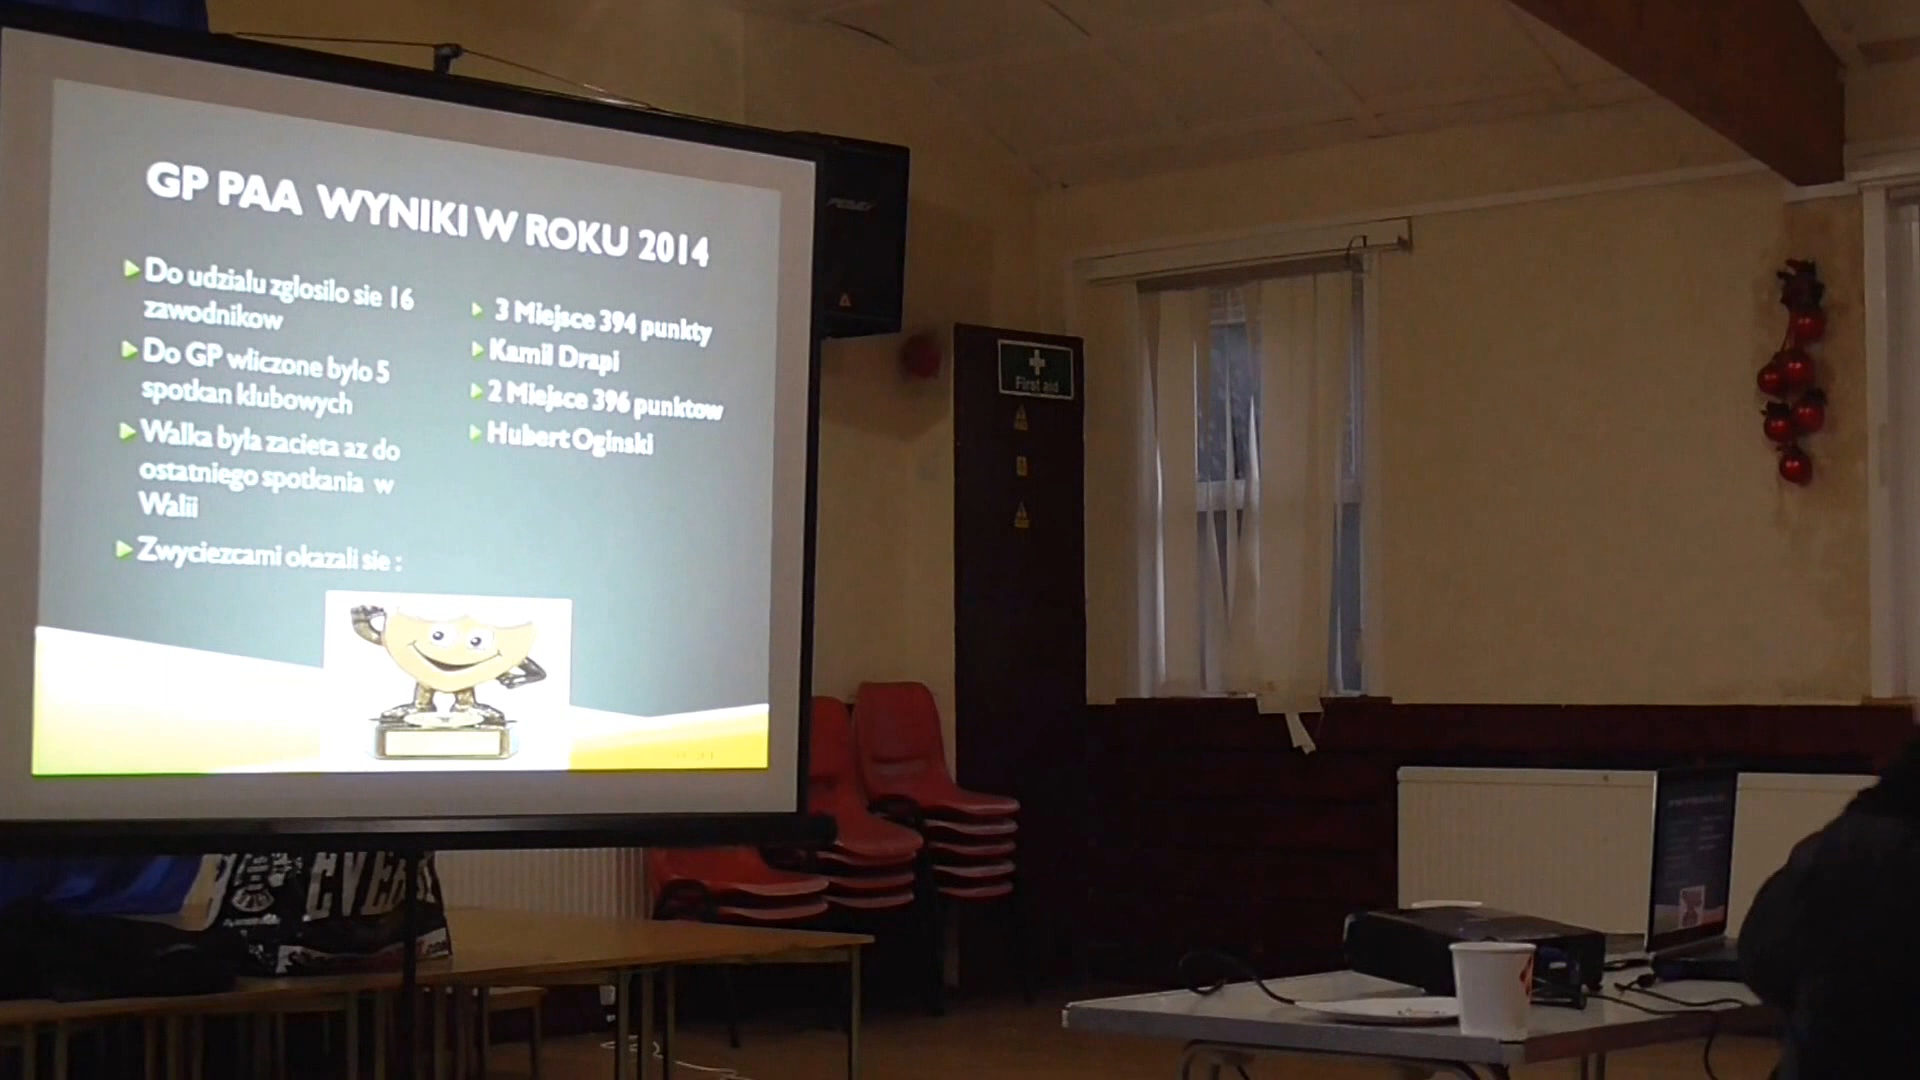 GP PAA WYNIKI W ROKU 2014
Do udzialu zglosilo sie 16
zawodnikow
Do GP wliczone bylo 5
spotkan klubowych
Walka byla zacieta az do
ostatniego spotkania w
Walii
Zwyciezcami okazali sie :
3 Miejsce 394 punkty
Kamil Drapi
2 Miejsce 396 punktow
Hubert Oginski
PEAVEY
First aid
EVER